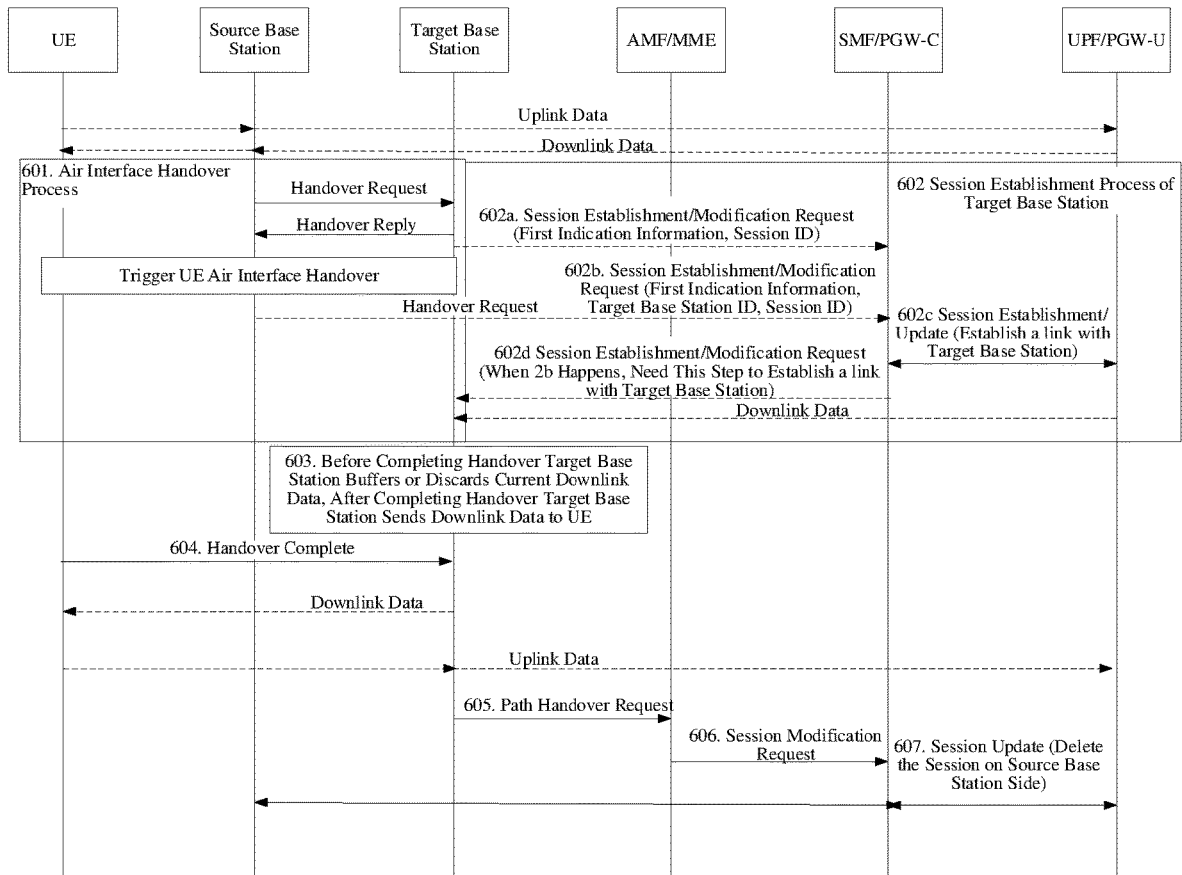 UE
Source Base
Station
Target Base
Station
AMF/MME
SMF/PGW-C
UPF/PGW-U
Uplink Data
Downlink Data
601. Air Interface Handover
Process
602 Session Establishment Process of
Target Base Station
Handover Request
602a. Session Establishment/Modification Request
(First Indication Information, Session ID)
Handover Reply
Trigger UE Air Interface Handover
602b. Session Establishment/Modification
Request (First Indication Information,
Target Base Station ID, Session ID)
Handover Request
602c Session Establishment/
Update (Establish a link with
Target Base Station)
602d Session Establishment/Modification Request
(When 2b Happens, Need This Step to Establish a link
with Target Base Station)
Downlink Data
603. Before Completing Handover Target Base
Station Buffers or Discards Current Downlink
Data, After Completing Handover Target Base
Station Sends Downlink Data to UE
604. Handover Complete
Downlink Data
Uplink Data
605. Path Handover Request
606. Session Modification
Request
607. Session Update (Delete
the Session on Source Base
Station Side)